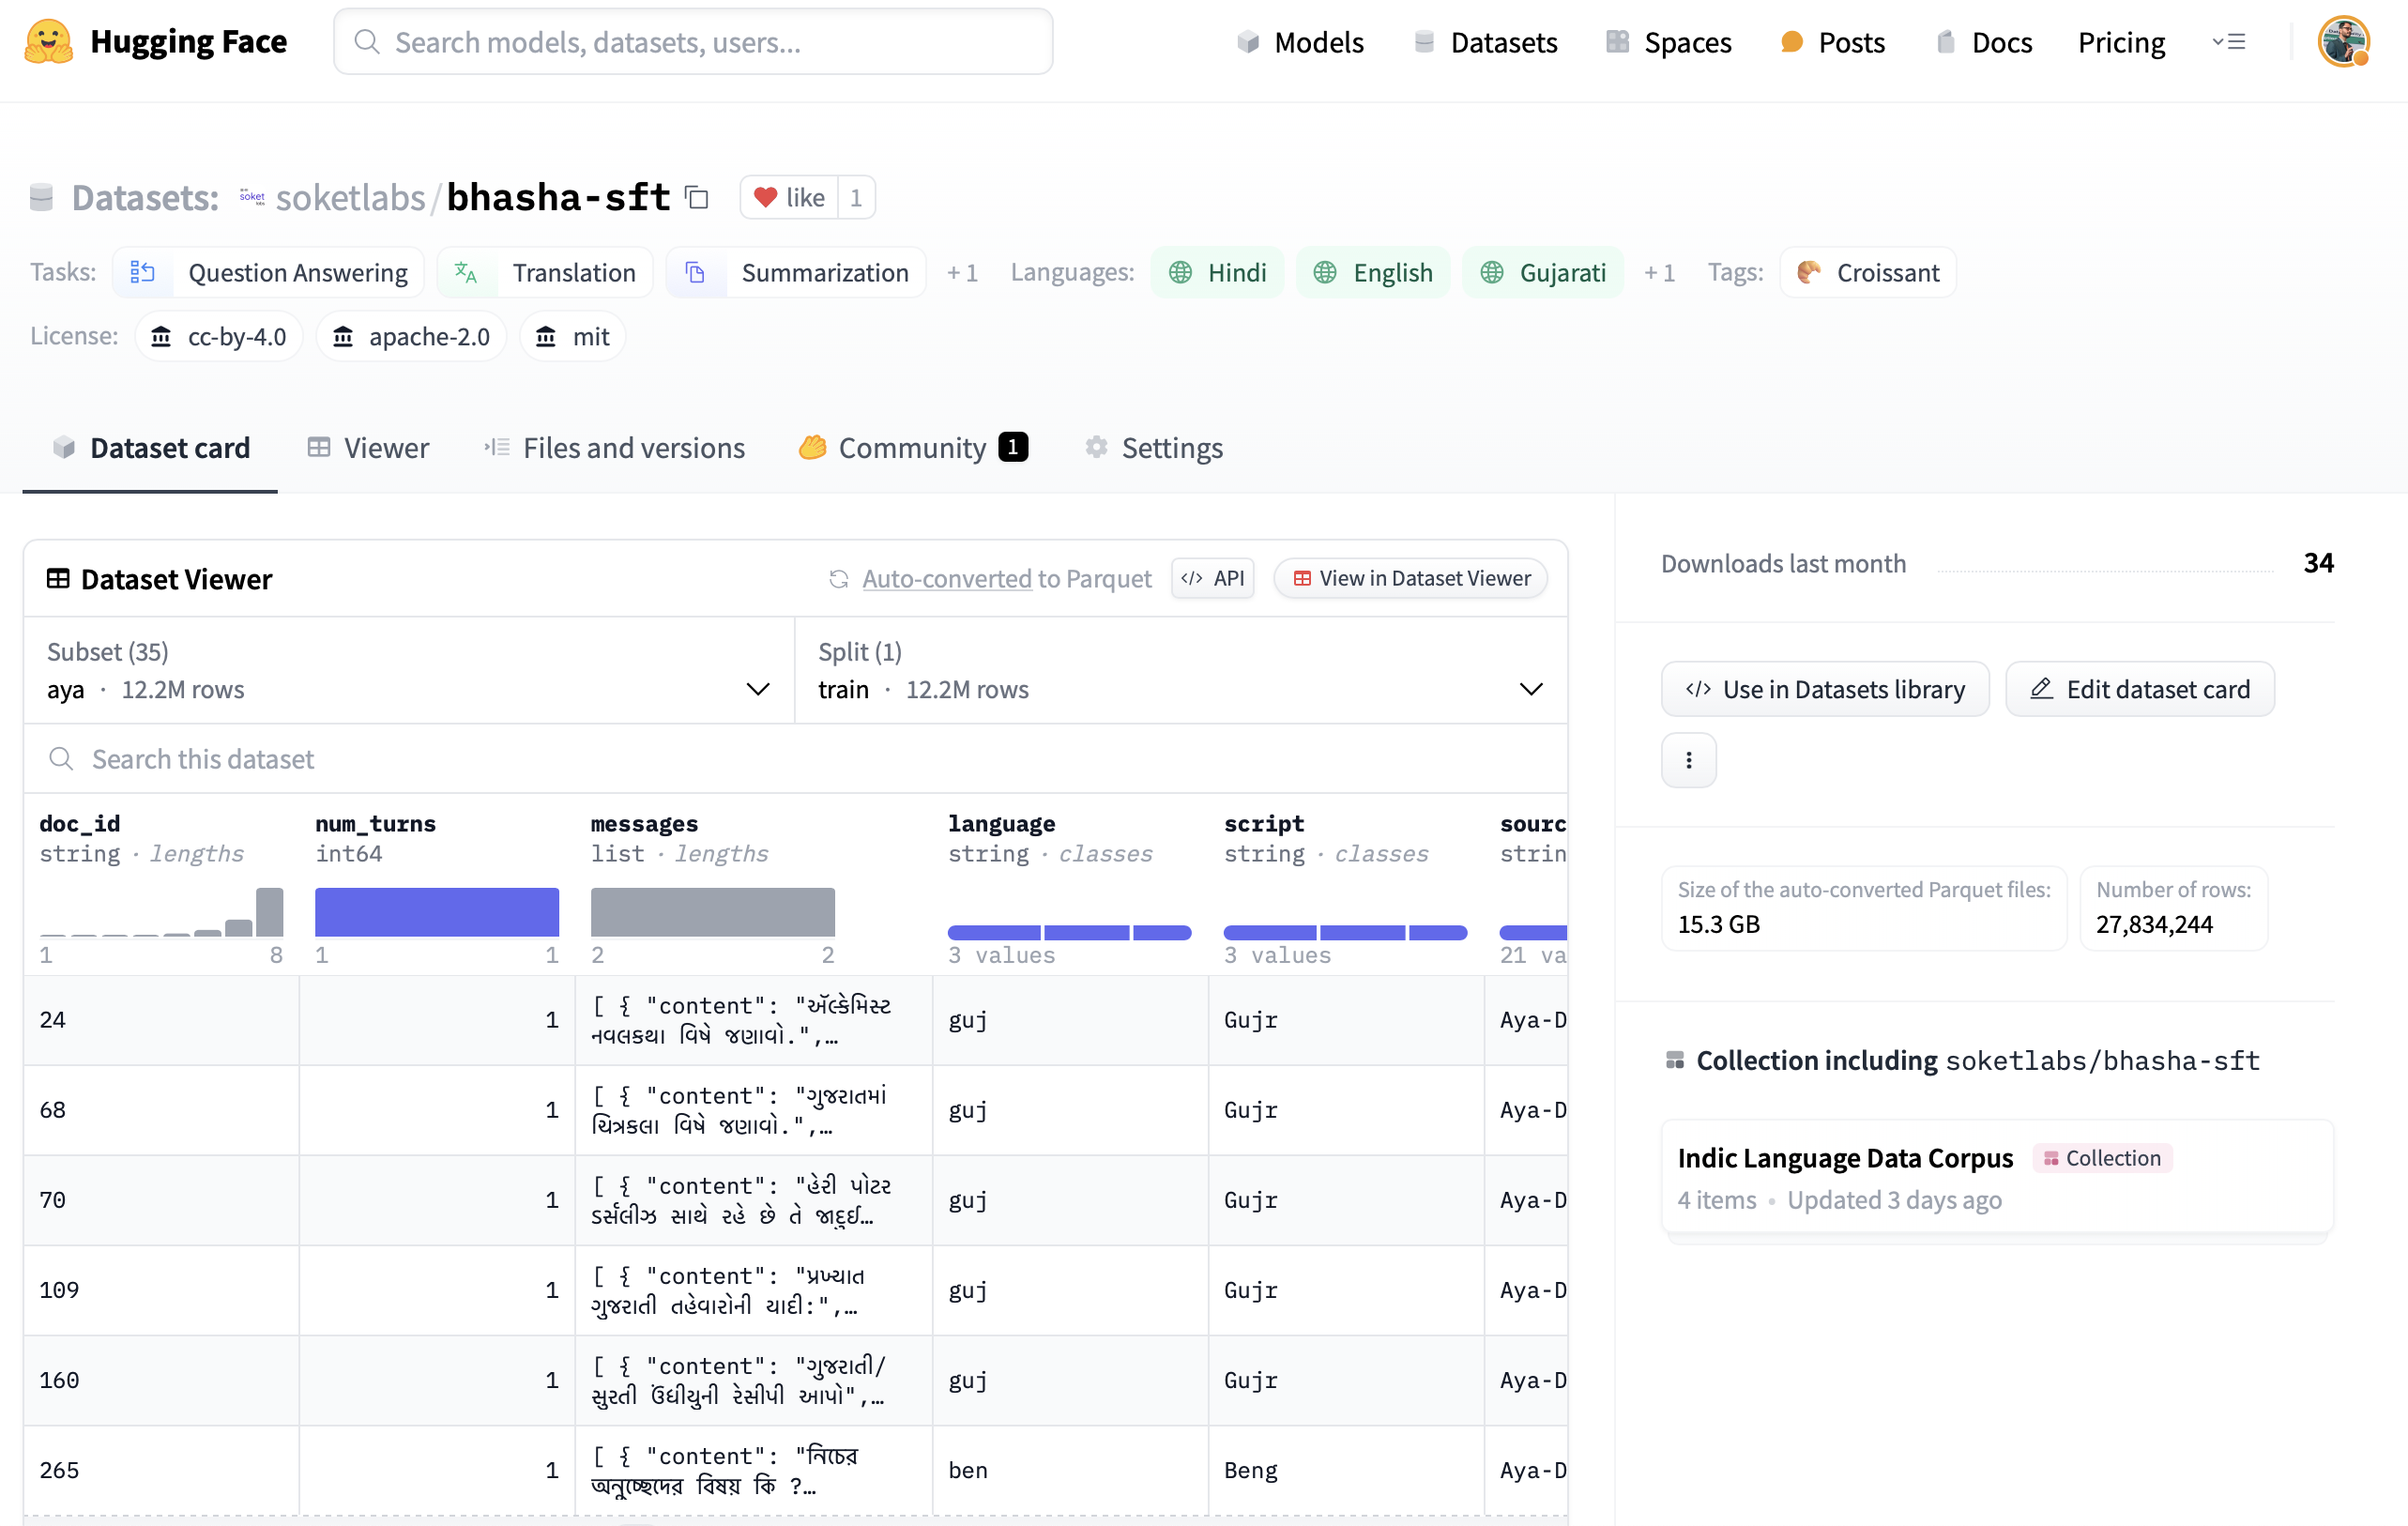 Hugging Face
Search models, datasets, users...
Models
Datasets
Spaces
Posts
Docs
Pricing
Datasets: soket labs soketlabs/bhasha-sft like 1
Tasks: Question Answering Translation Summarization +1 Languages: Hindi English Gujarati +1 Tags: Croissant
License: cc-by-4.0 apache-2.0 mit
Dataset card Viewer Files and versions Community 1 Settings
Dataset Viewer Auto-converted to Parquet </> API View in Dataset Viewer
Subset (35)
aya · 12.2M rows
Split (1)
train · 12.2M rows
Search this dataset
doc_id num_turns messages language script sourc
string · lengths int64 list · lengths string · classes string · classes strin
1 8 1 1 2 2 3 values 3 values 21 va
24 1 [ { "content": "ઍલ્કેમિસ્ટ નવલકથા વિષે જણાવો.",… guj Gujr Aya-D
68 1 [ { "content": "ગુજરાતમાં ચિત્રકલા વિષે જણાવો.",… guj Gujr Aya-D
70 1 [ { "content": "હેરી પોટર ડર્સલીઝ સાથે રહે છે તે જાદુઈ… guj Gujr Aya-D
109 1 [ { "content": "પ્રખ્યાત ગુજરાતી તહેવારોની યાદી:",… guj Gujr Aya-D
160 1 [ { "content": "ગુજરાતી/ સુરતી ઉંધીયુની રેસીપી આપો",… guj Gujr Aya-D
265 1 [ { "content": "নিচের অনুচ্ছেদের বিষয় কি ?… ben Beng Aya-D
Downloads last month 34
</> Use in Datasets library Edit dataset card
Size of the auto-converted Parquet files:
15.3 GB
Number of rows:
27,834,244
Collection including soketlabs/bhasha-sft
Indic Language Data Corpus Collection
4 items • Updated 3 days ago